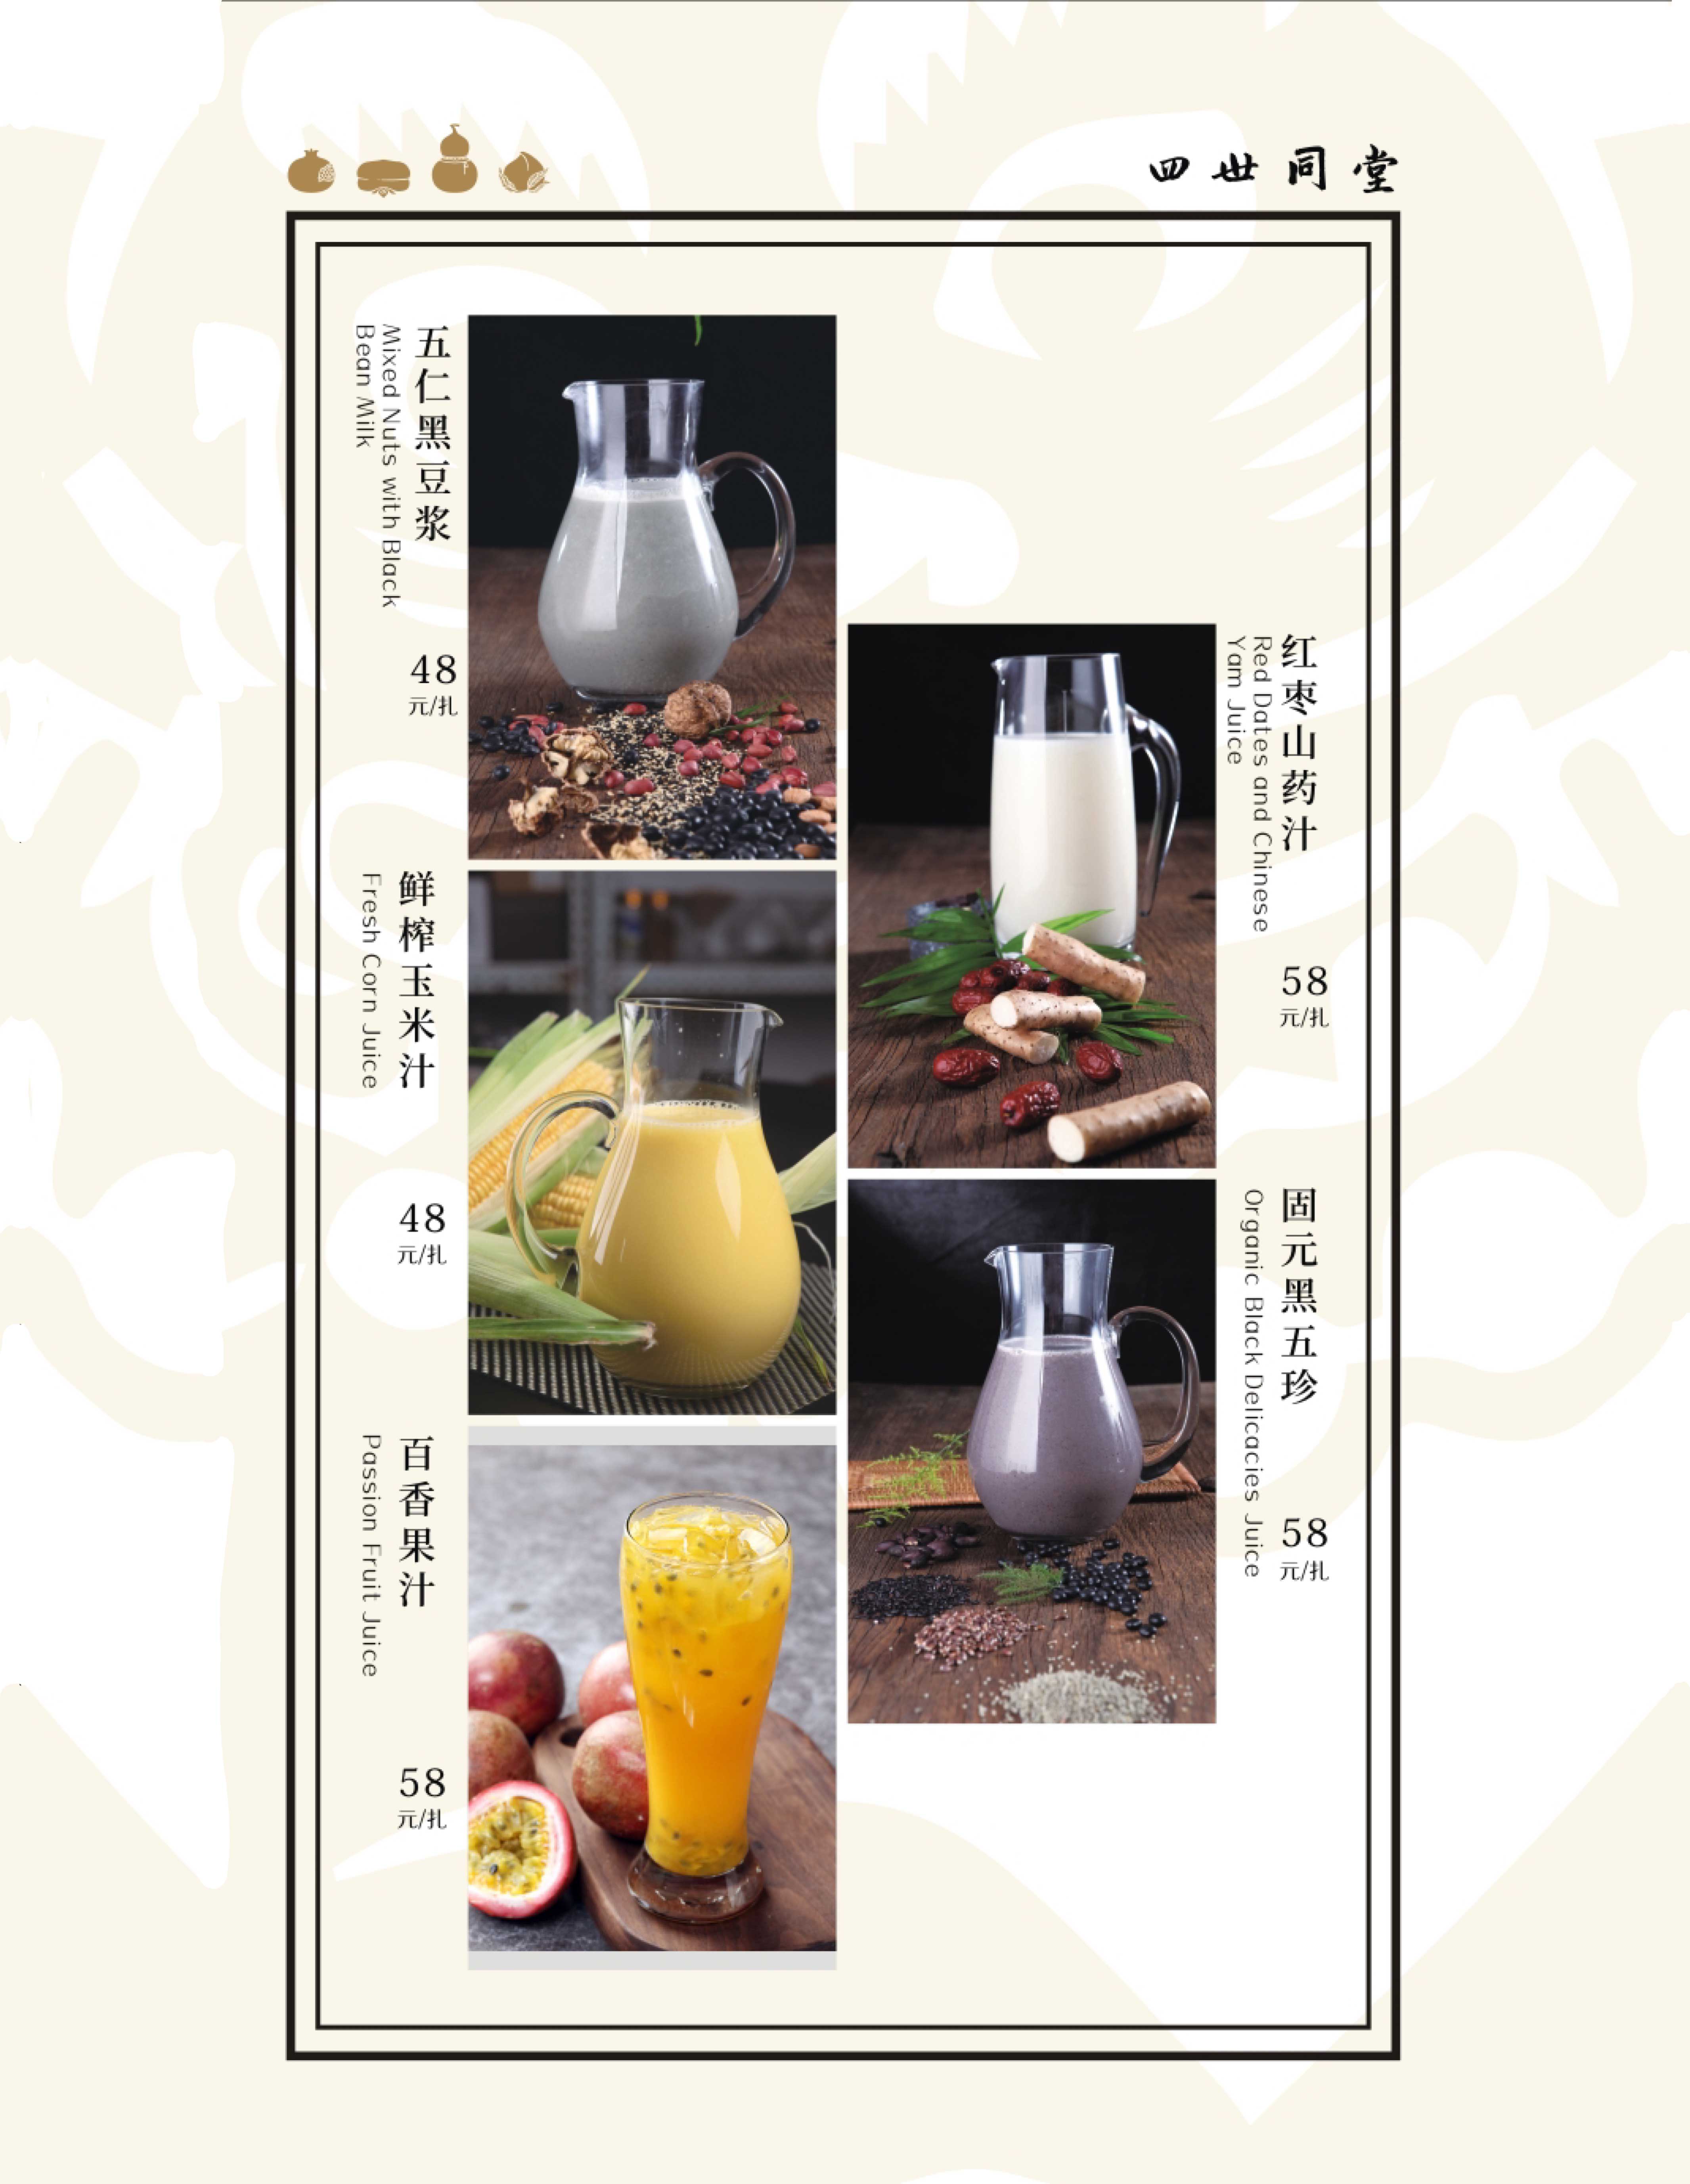 四世同堂
五仁黑豆浆
Mixed Nuts with Black
Bean Milk
48
元/扎
红枣山药汁
Red Dates and Chinese
Yam Juice
58
元/扎
鲜榨玉米汁
Fresh Corn Juice
48
元/扎
固元黑五珍
Organic Black Delicacies Juice
58
元/扎
百香果汁
Passion Fruit Juice
58
元/扎